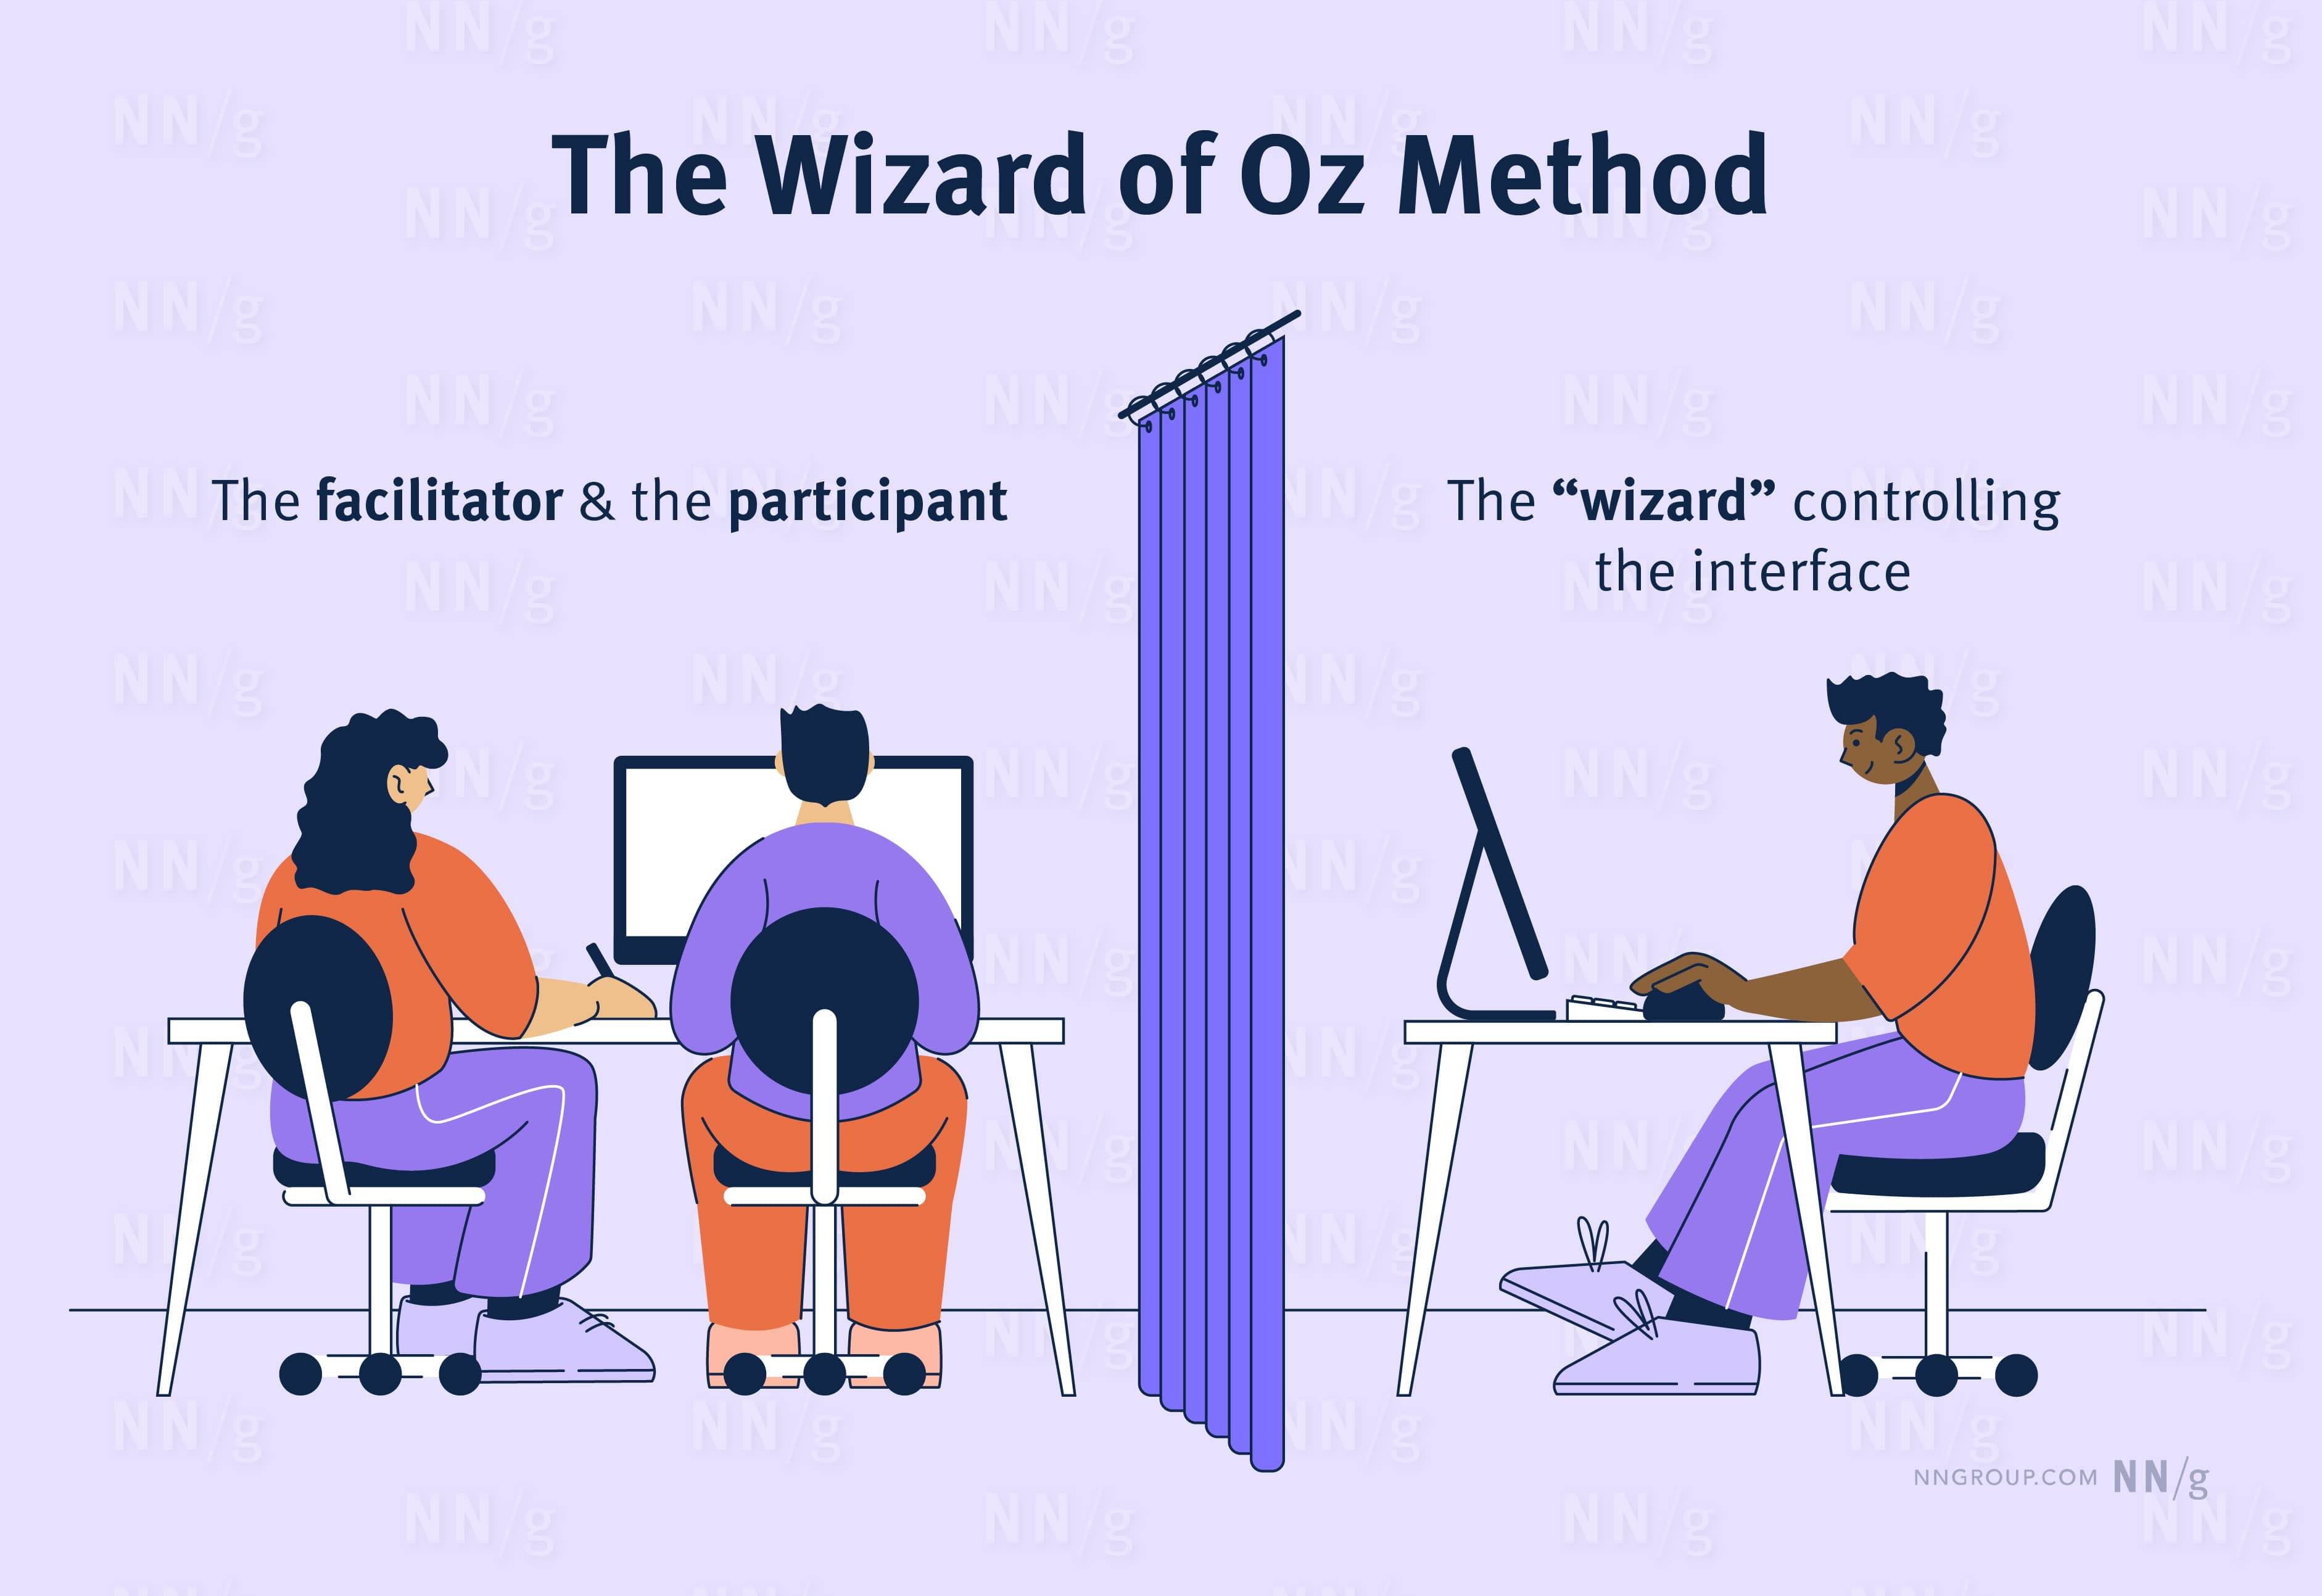 The Wizard of Oz Method
The facilitator & the participant
The “wizard” controlling
the interface
NNGROUP.COM NN/g